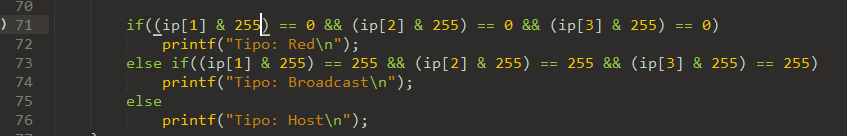 70
71 if((ip[1] & 255) == 0 && (ip[2] & 255) == 0 && (ip[3] & 255) == 0)
72 printf("Tipo: Red\n");
73 else if((ip[1] & 255) == 255 && (ip[2] & 255) == 255 && (ip[3] & 255) == 255)
74 printf("Tipo: Broadcast\n");
75 else
76 printf("Tipo: Host\n");